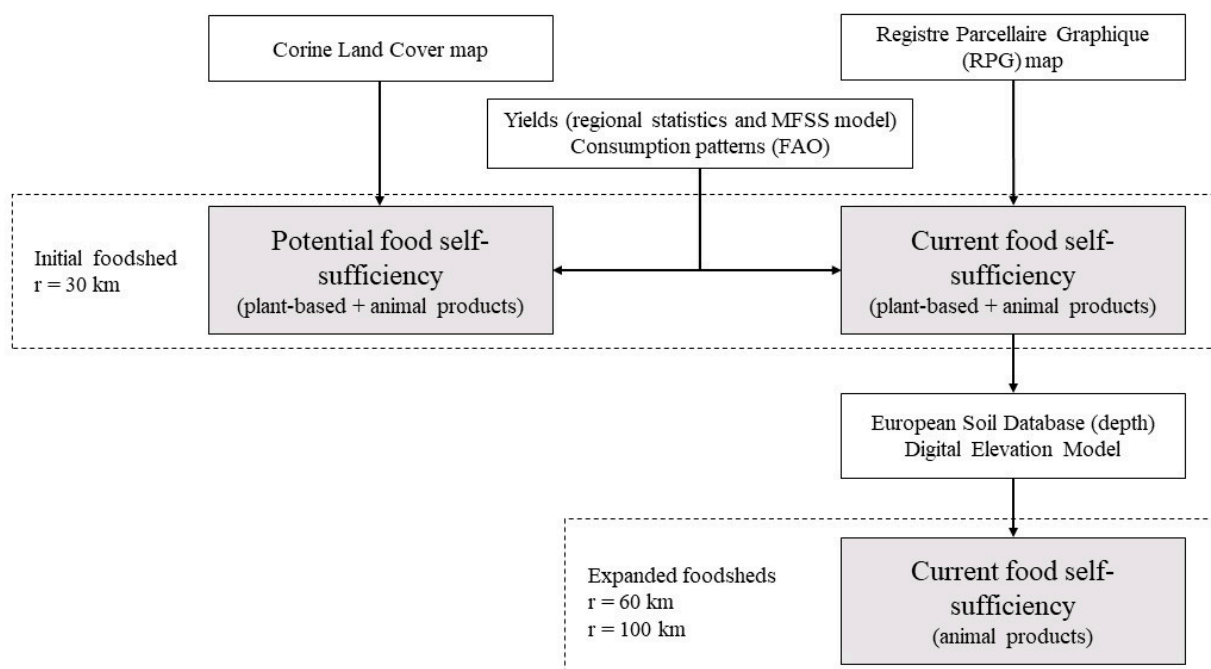 Corine Land Cover map
Registre Parcellaire Graphique
(RPG) map
Yields (regional statistics and MFSS model)
Consumption patterns (FAO)
Initial foodshed
r = 30 km
Potential food self-
sufficiency
(plant-based + animal products)
Current food self-
sufficiency
(plant-based + animal products)
European Soil Database (depth)
Digital Elevation Model
Expanded foodsheds
r = 60 km
r = 100 km
Current food self-
sufficiency
(animal products)